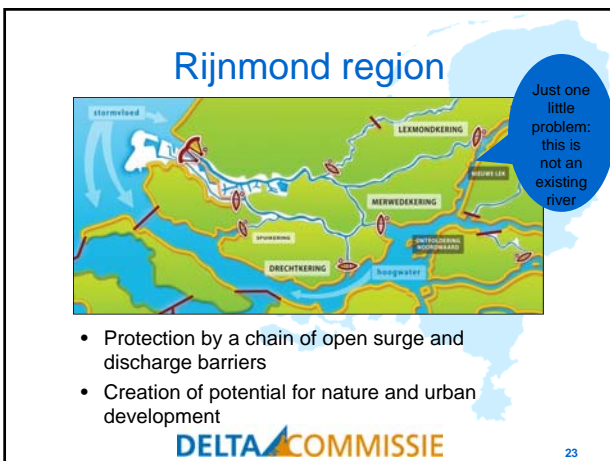 Rijnmond region
Just one
little
problem:
this is
not an
existing
river
stormvloed
LEXMONDKERING
NIEUWE LEK
MERWEDEKERING
SPUIKERING
ONTPOLDERING
NOORDWAARD
DRECHTKERING
hoogwater
• Protection by a chain of open surge and
discharge barriers
• Creation of potential for nature and urban
development
DELTACOMMISSIE
23